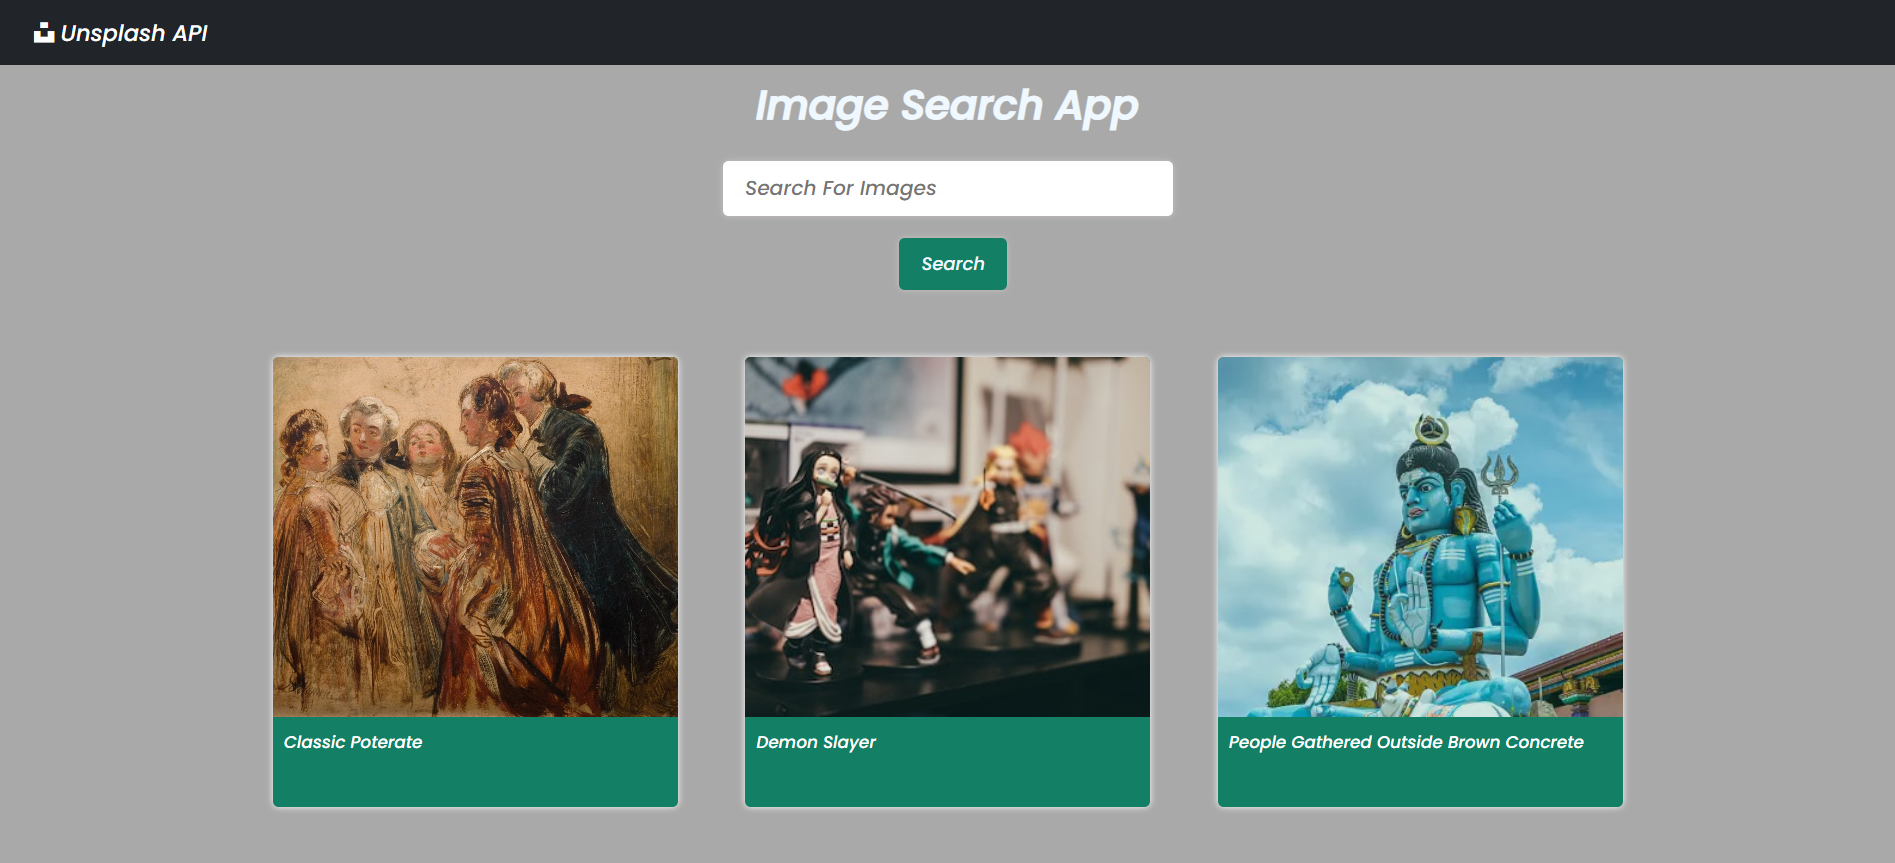 Unsplash API
Image Search App
Search For Images
Search
Classic Poterate
Demon Slayer
People Gathered Outside Brown Concrete